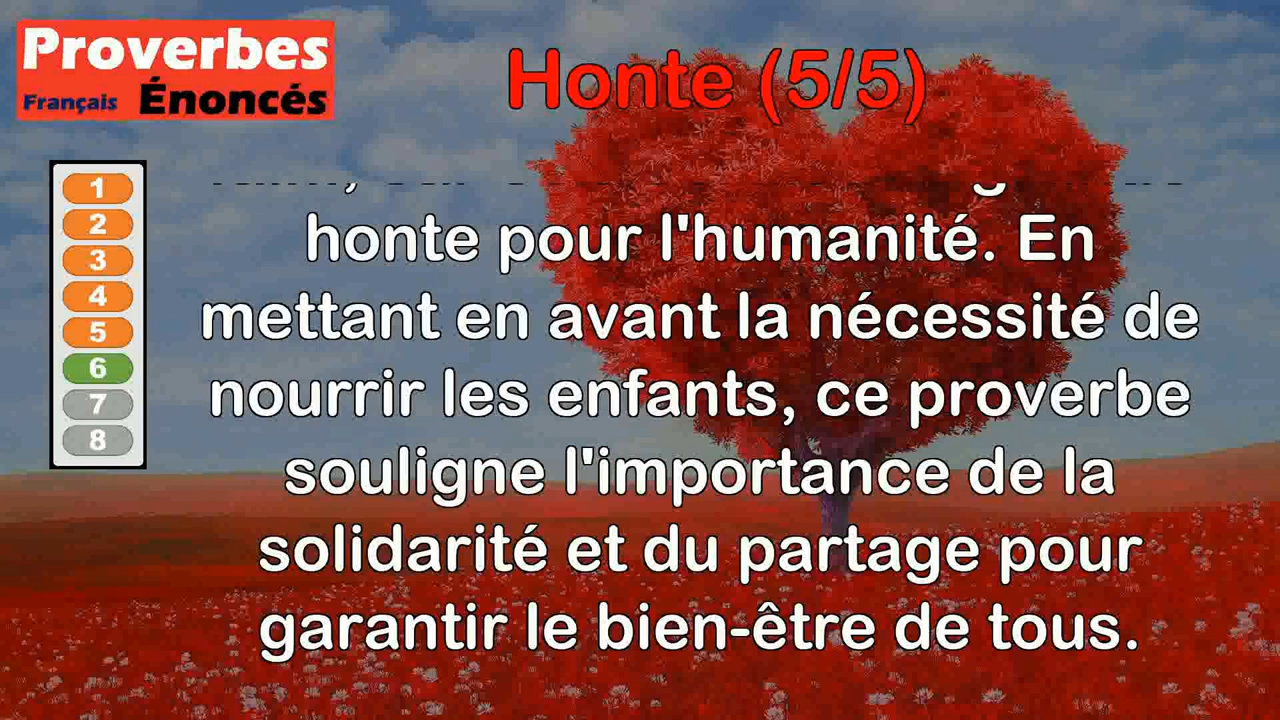 Proverbes
Français Énoncés
Honte (5/5)
1
2
3
4
5
6
7
8
honte pour l'humanité. En
mettant en avant la nécessité de
nourrir les enfants, ce proverbe
souligne l'importance de la
solidarité et du partage pour
garantir le bien-être de tous.